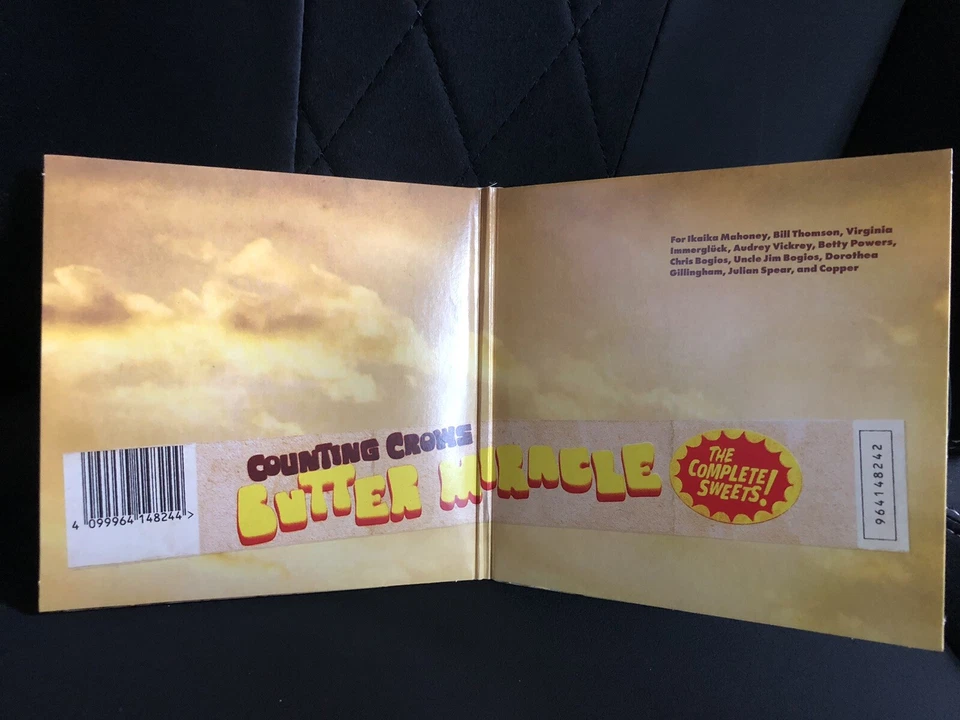 For Ikaika Mahoney, Bill Thomson, Virginia
Immerglück, Audrey Vickrey, Betty Powers,
Chris Bogios, Uncle Jim Bogios, Dorothea
Gillingham, Julian Spear, and Copper
COUNTING CROWS
BUTTER MIRACLE
THE
COMPLETE
SWEETS!
4 099964 148244 >
964148242